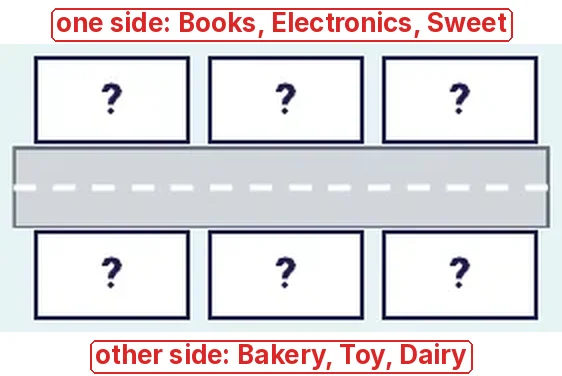 one side: Books, Electronics, Sweet
? ? ?
? ? ?
other side: Bakery, Toy, Dairy